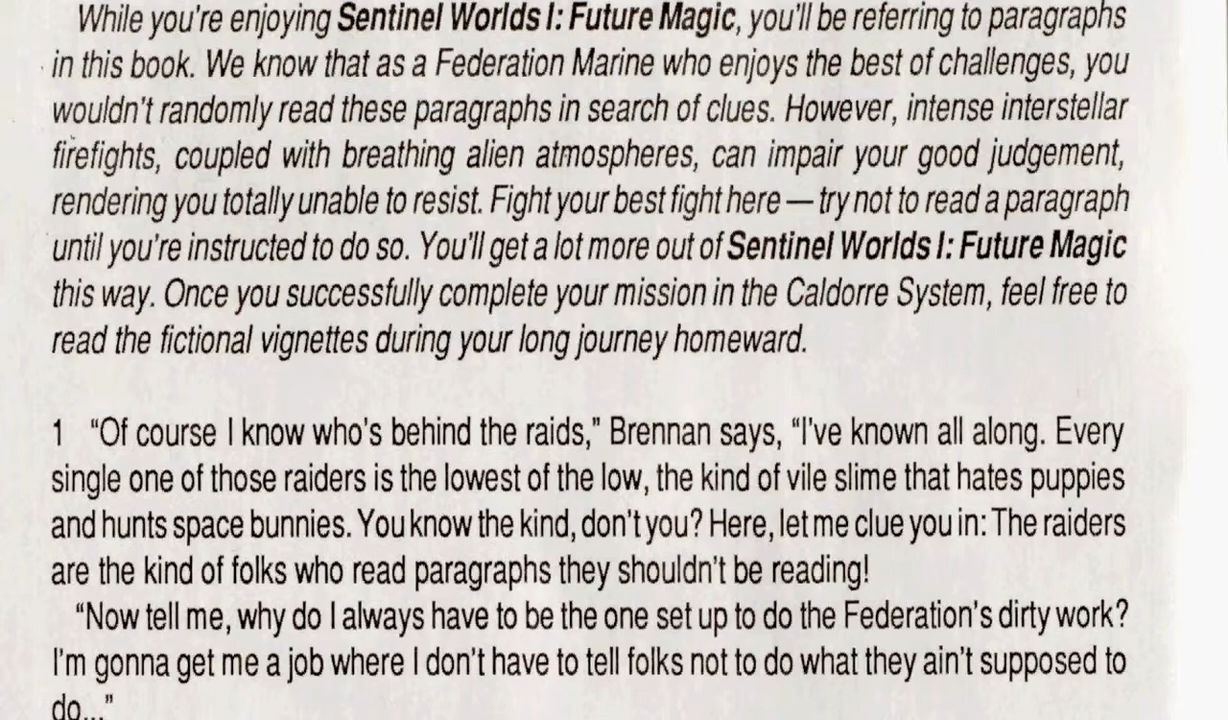 While you're enjoying Sentinel Worlds I: Future Magic, you'll be referring to paragraphs
in this book. We know that as a Federation Marine who enjoys the best of challenges, you
wouldn't randomly read these paragraphs in search of clues. However, intense interstellar
firefights, coupled with breathing alien atmospheres, can impair your good judgement,
rendering you totally unable to resist. Fight your best fight here — try not to read a paragraph
until you're instructed to do so. You'll get a lot more out of Sentinel Worlds I: Future Magic
this way. Once you successfully complete your mission in the Caldorre System, feel free to
read the fictional vignettes during your long journey homeward.
1 “Of course I know who's behind the raids,” Brennan says, “I've known all along. Every
single one of those raiders is the lowest of the low, the kind of vile slime that hates puppies
and hunts space bunnies. You know the kind, don't you? Here, let me clue you in: The raiders
are the kind of folks who read paragraphs they shouldn't be reading!
“Now tell me, why do I always have to be the one set up to do the Federation's dirty work?
I'm gonna get me a job where I don't have to tell folks not to do what they ain't supposed to
do...”